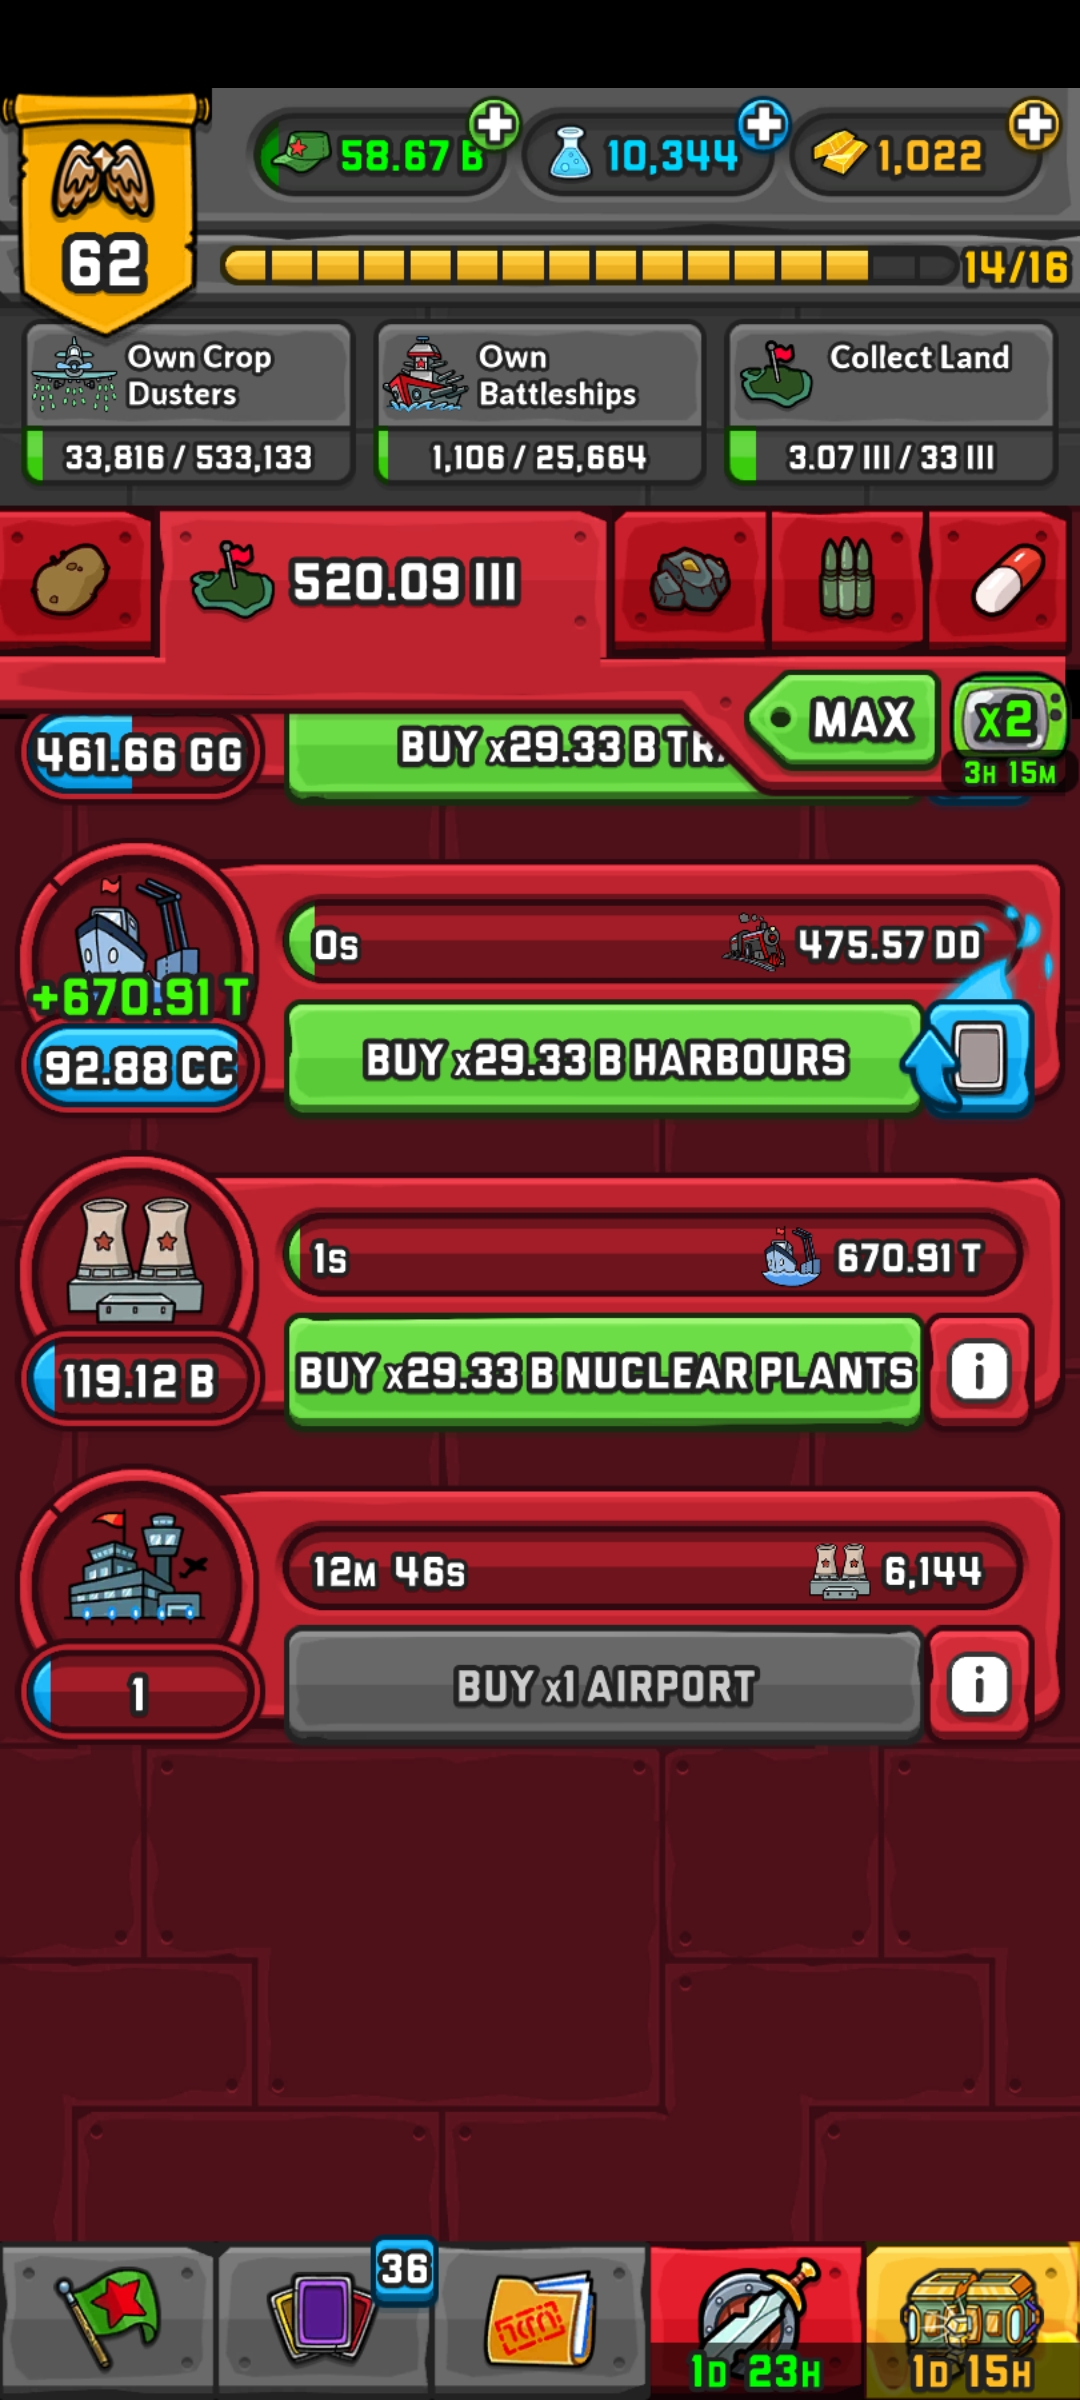 58.67 B
10,344
1,022
62
14/16
Own Crop
Dusters
Own
Battleships
Collect Land
33,816 / 533,133
1,106 / 25,664
3.07 III / 33 III
520.09 III
MAX
x2
3H 15M
461.66 GG
BUY x29.33 B
0s
475.57 DD
+670.91 T
92.88 CC
BUY x29.33 B HARBOURS
1s
670.91 T
119.12 B
BUY x29.33 B NUCLEAR PLANTS
i
12M 46s
6,144
1
BUY x1 AIRPORT
i
36
1D 23H
1D 15H